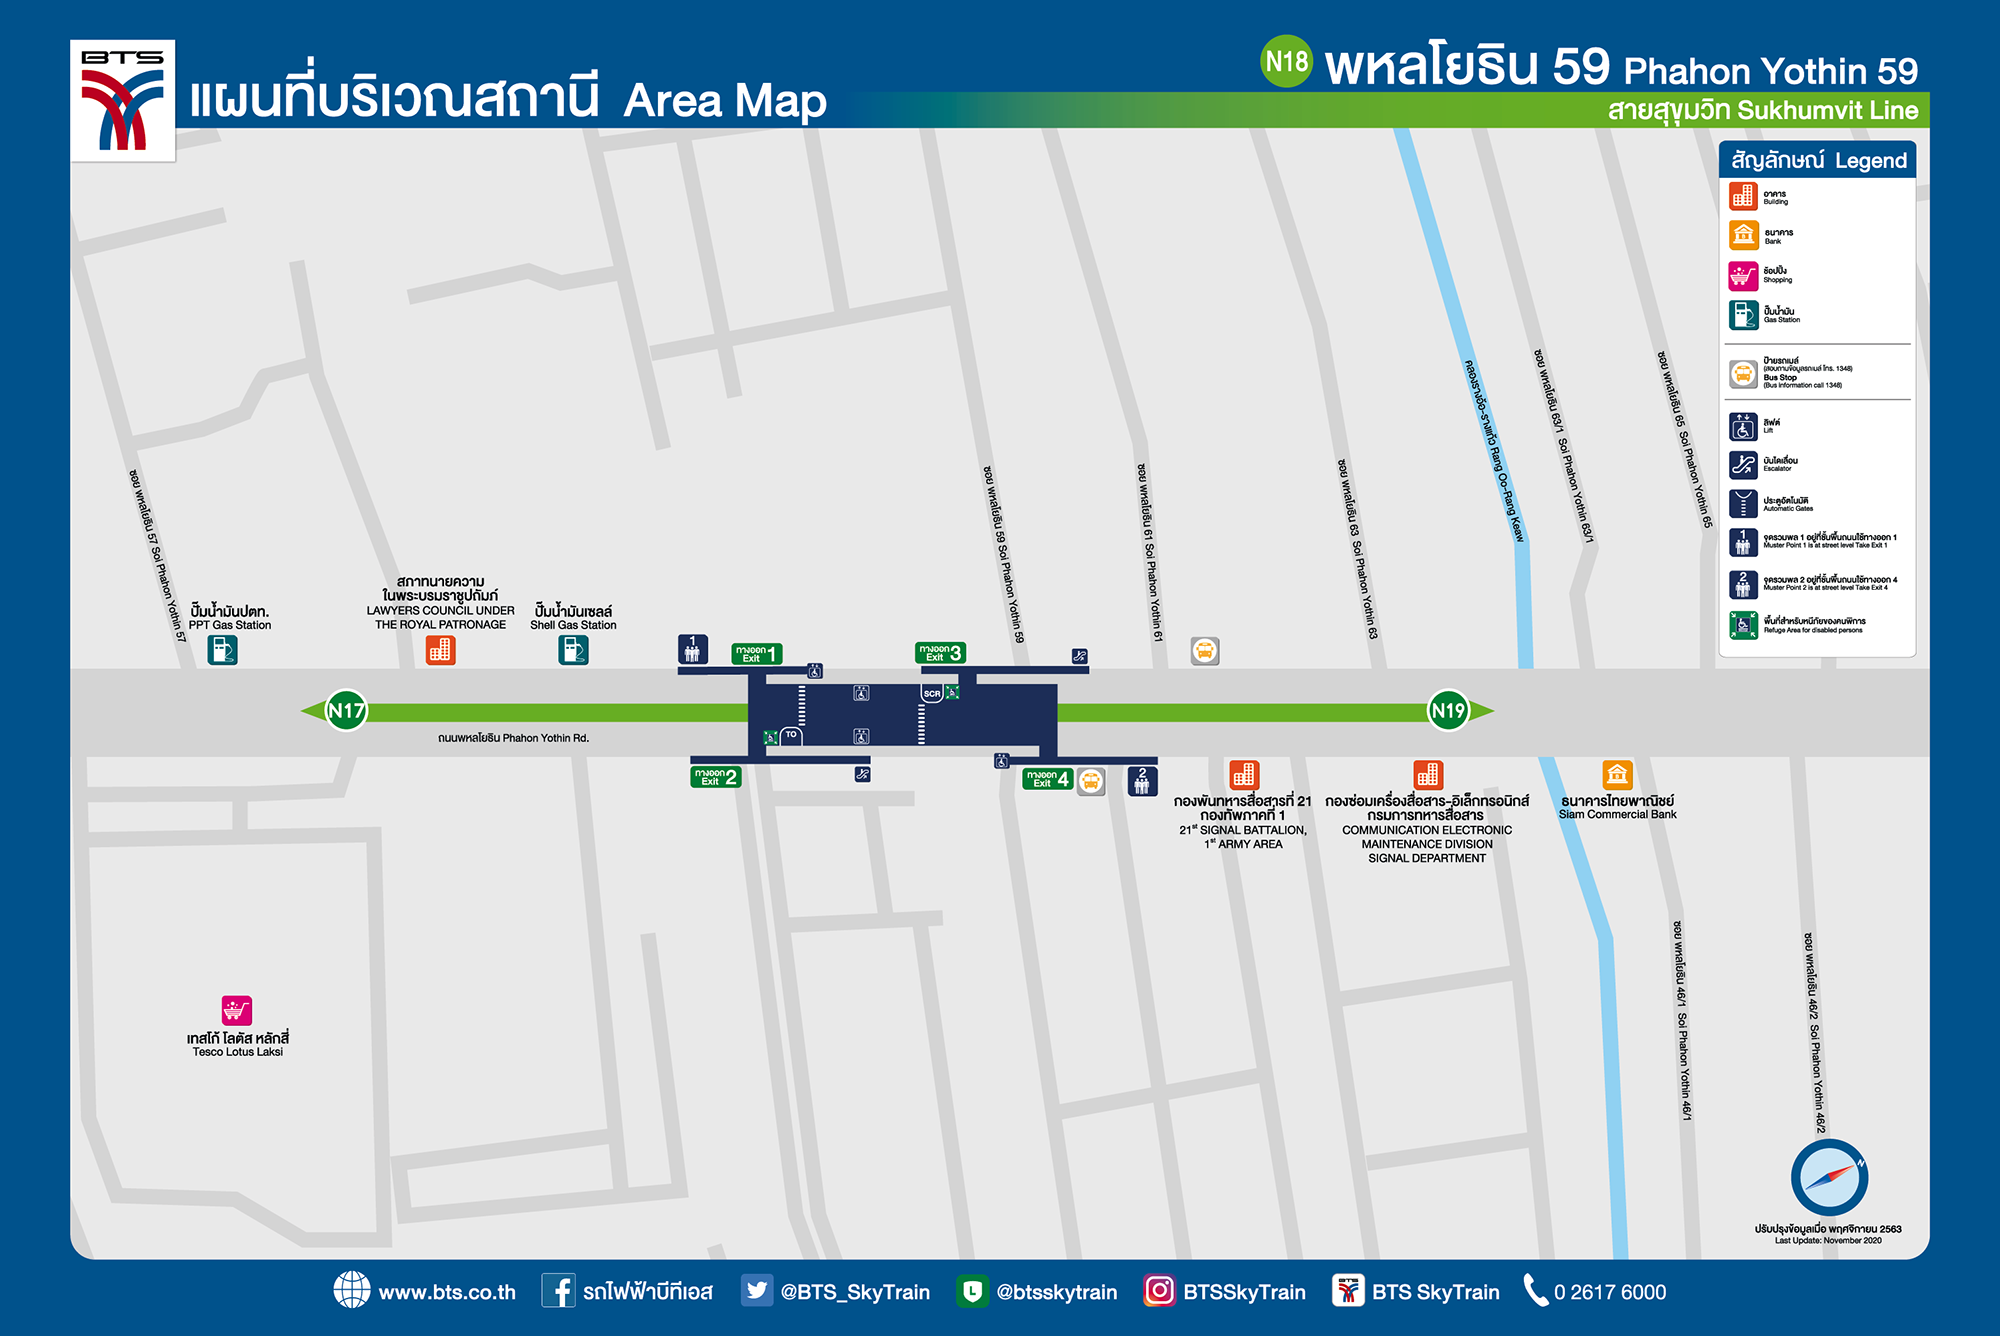 BTS
แผนที่บริเวณสถานี Area Map
N18 พหลโยธิน 59 Phahon Yothin 59
สายสุขุมวิท Sukhumvit Line
สัญลักษณ์ Legend
อาคาร
Building
ธนาคาร
Bank
ช้อปปิ้ง
Shopping
ปั๊มน้ำมัน
Gas Station
ป้ายรถเมล์
(สอบถามข้อมูลรถเมล์ โทร. 1348)
Bus Stop
(Bus information call 1348)
ลิฟต์
Lift
บันไดเลื่อน
Escalator
ประตูอัตโนมัติ
Automatic Gates
1
จุดรวมพล 1 อยู่ที่ชั้นพื้นถนนใช้ทางออก 1
Muster Point 1 is at street level Take Exit 1
2
จุดรวมพล 2 อยู่ที่ชั้นพื้นถนนใช้ทางออก 4
Muster Point 2 is at street level Take Exit 4
พื้นที่สำหรับหนีภัยของคนพิการ
Refuge Area for disabled persons
ซอย พหลโยธิน 57 Soi Phahon Yothin 57
ซอย พหลโยธิน 59 Soi Phahon Yothin 59
ซอย พหลโยธิน 61 Soi Phahon Yothin 61
ซอย พหลโยธิน 63 Soi Phahon Yothin 63
คลองรางอ้อ-รางแก้ว Rang Oo-Rang Keaw
ซอย พหลโยธิน 63/1 Soi Phahon Yothin 63/1
ซอย พหลโยธิน 65 Soi Phahon Yothin 65
ปั๊มน้ำมันปตท.
PPT Gas Station
สภาทนายความ
ในพระบรมราชูปถัมภ์
LAWYERS COUNCIL UNDER
THE ROYAL PATRONAGE
ปั๊มน้ำมันเชลล์
Shell Gas Station
1
ทางออก Exit 1
ทางออก Exit 3
SCR
TO
N17
N19
ถนนพหลโยธิน Phahon Yothin Rd.
ทางออก Exit 2
ทางออก Exit 4
2
กองพันทหารสื่อสารที่ 21
กองทัพภาคที่ 1
21st SIGNAL BATTALION,
1st ARMY AREA
กองซ่อมเครื่องสื่อสาร-อิเล็กทรอนิกส์
กรมการทหารสื่อสาร
COMMUNICATION ELECTRONIC
MAINTENANCE DIVISION
SIGNAL DEPARTMENT
ธนาคารไทยพาณิชย์
Siam Commercial Bank
เทสโก้ โลตัส หลักสี่
Tesco Lotus Laksi
ซอย พหลโยธิน 46/1 Soi Phahon Yothin 46/1
ซอย พหลโยธิน 46/2 Soi Phahon Yothin 46/2
N
ปรับปรุงข้อมูลเมื่อ พฤศจิกายน 2563
Last Update: November 2020
www.bts.co.th
รถไฟฟ้าบีทีเอส
@BTS_SkyTrain
@btsskytrain
BTSSkyTrain
BTS
BTS SkyTrain
0 2617 6000